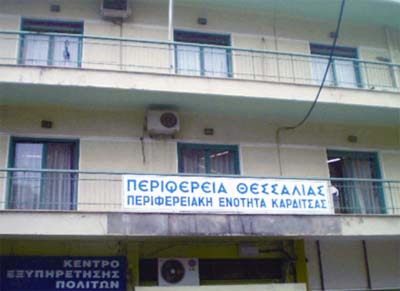 ΠΕΡΙΦΕΡΕΙΑ ΘΕΣΣΑΛΙΑΣ
ΠΕΡΙΦΕΡΕΙΑΚΗ ΕΝΟΤΗΤΑ ΚΑΡΔΙΤΣΑΣ
ΚΕΝΤΡΟ
ΕΞΥΠΗΡΕΤΗΣΗΣ
ΠΟΛΙΤΩΝ